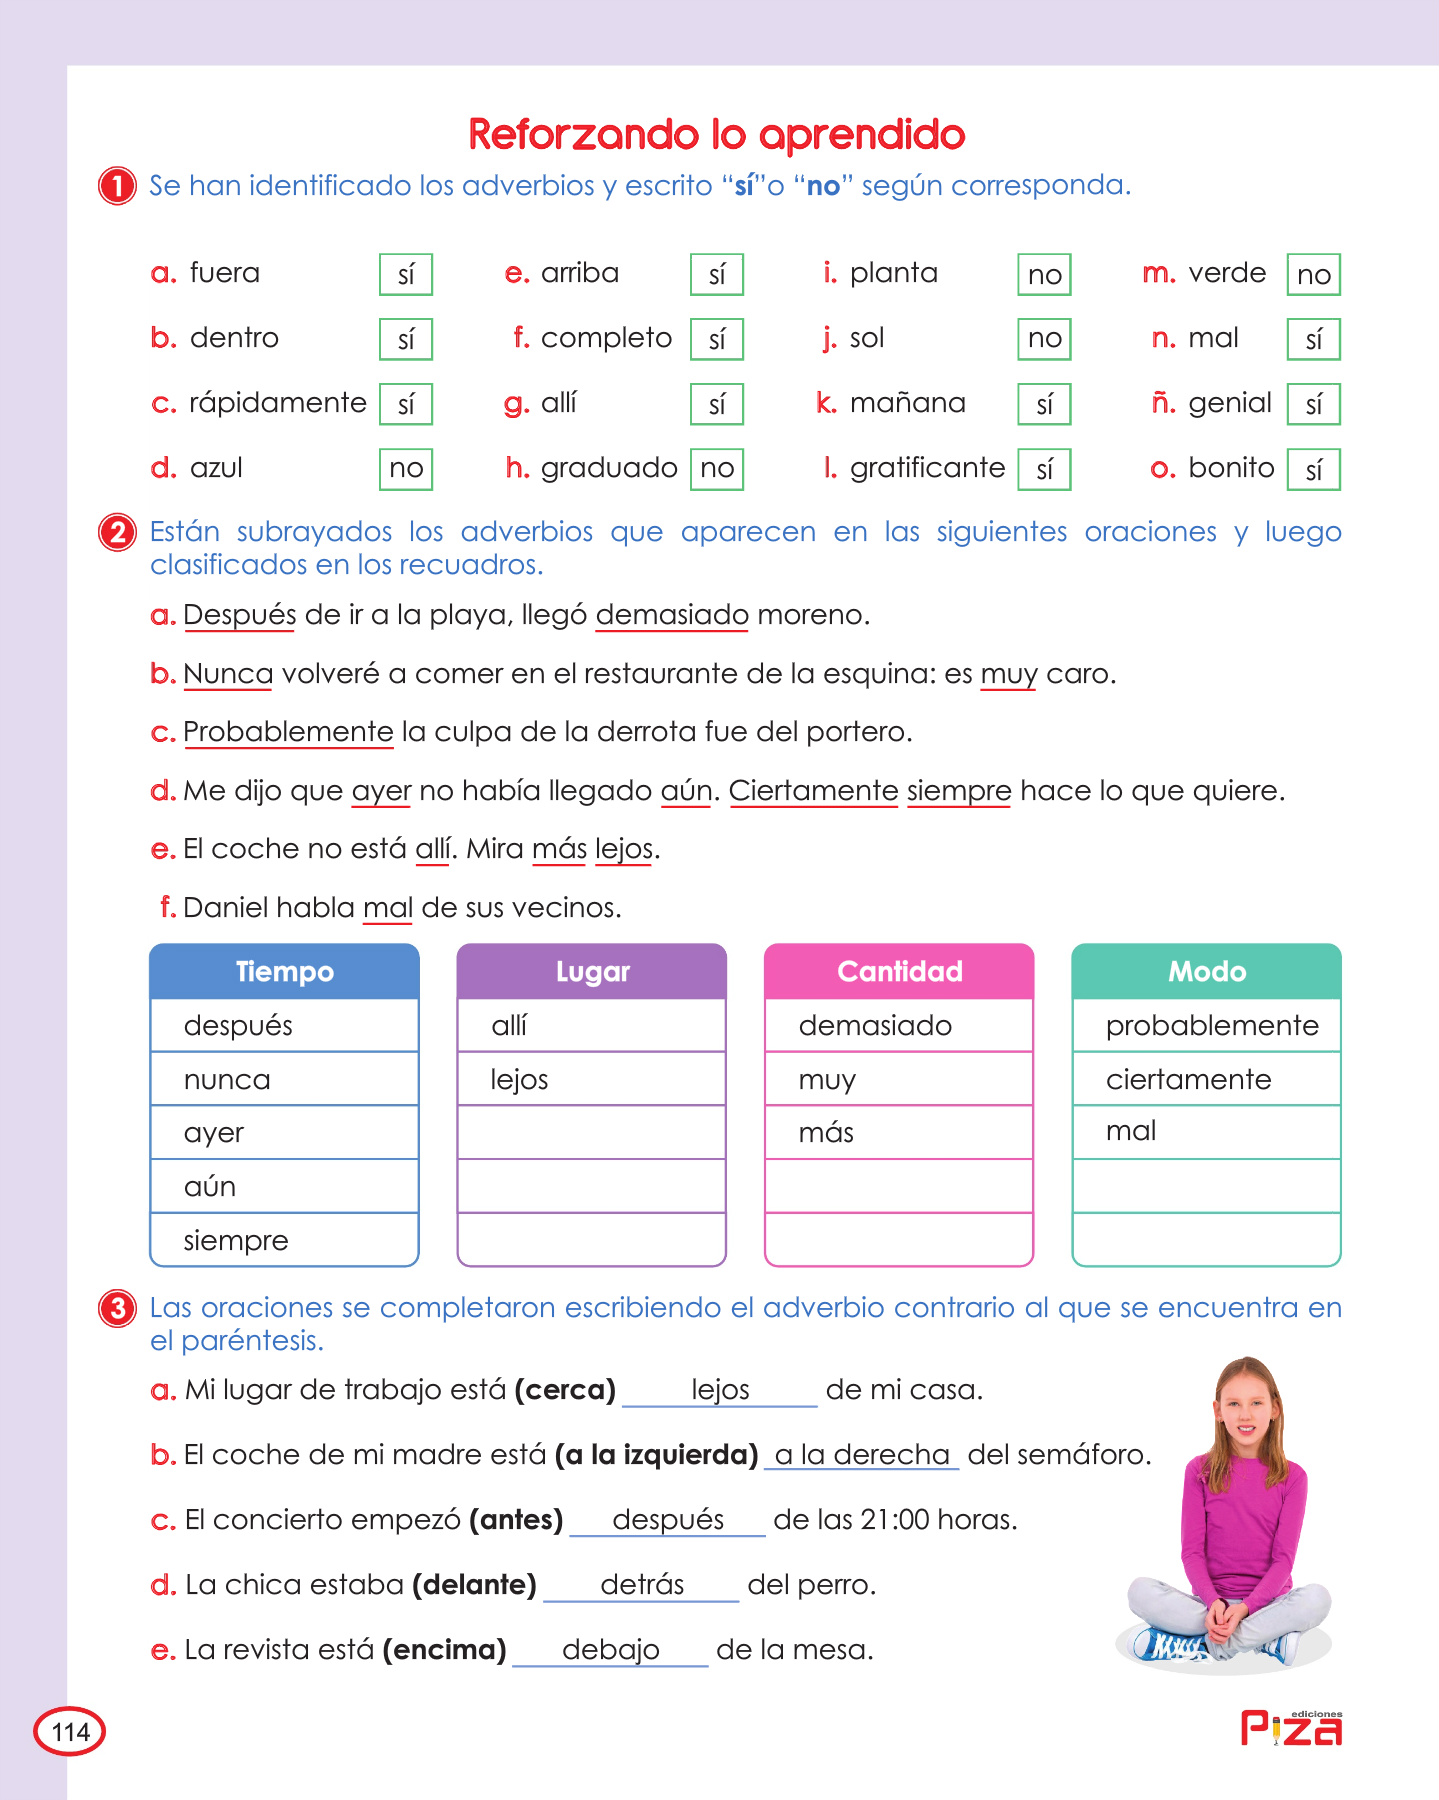 Reforzando lo aprendido
1 Se han identificado los adverbios y escrito “sí”o “no” según corresponda.
a. fuera sí e. arriba sí i. planta no m. verde no
b. dentro sí f. completo sí j. sol no n. mal sí
c. rápidamente sí g. allí sí k. mañana sí ñ. genial sí
d. azul no h. graduado no l. gratificante sí o. bonito sí
2 Están subrayados los adverbios que aparecen en las siguientes oraciones y luego
clasificados en los recuadros.
a. Después de ir a la playa, llegó demasiado moreno.
b. Nunca volveré a comer en el restaurante de la esquina: es muy caro.
c. Probablemente la culpa de la derrota fue del portero.
d. Me dijo que ayer no había llegado aún. Ciertamente siempre hace lo que quiere.
e. El coche no está allí. Mira más lejos.
f. Daniel habla mal de sus vecinos.
Tiempo Lugar Cantidad Modo
después allí demasiado probablemente
nunca lejos muy ciertamente
ayer más mal
aún
siempre
3 Las oraciones se completaron escribiendo el adverbio contrario al que se encuentra en
el paréntesis.
a. Mi lugar de trabajo está (cerca) lejos de mi casa.
b. El coche de mi madre está (a la izquierda) a la derecha del semáforo.
c. El concierto empezó (antes) después de las 21:00 horas.
d. La chica estaba (delante) detrás del perro.
e. La revista está (encima) debajo de la mesa.
114
ediciones
Piza